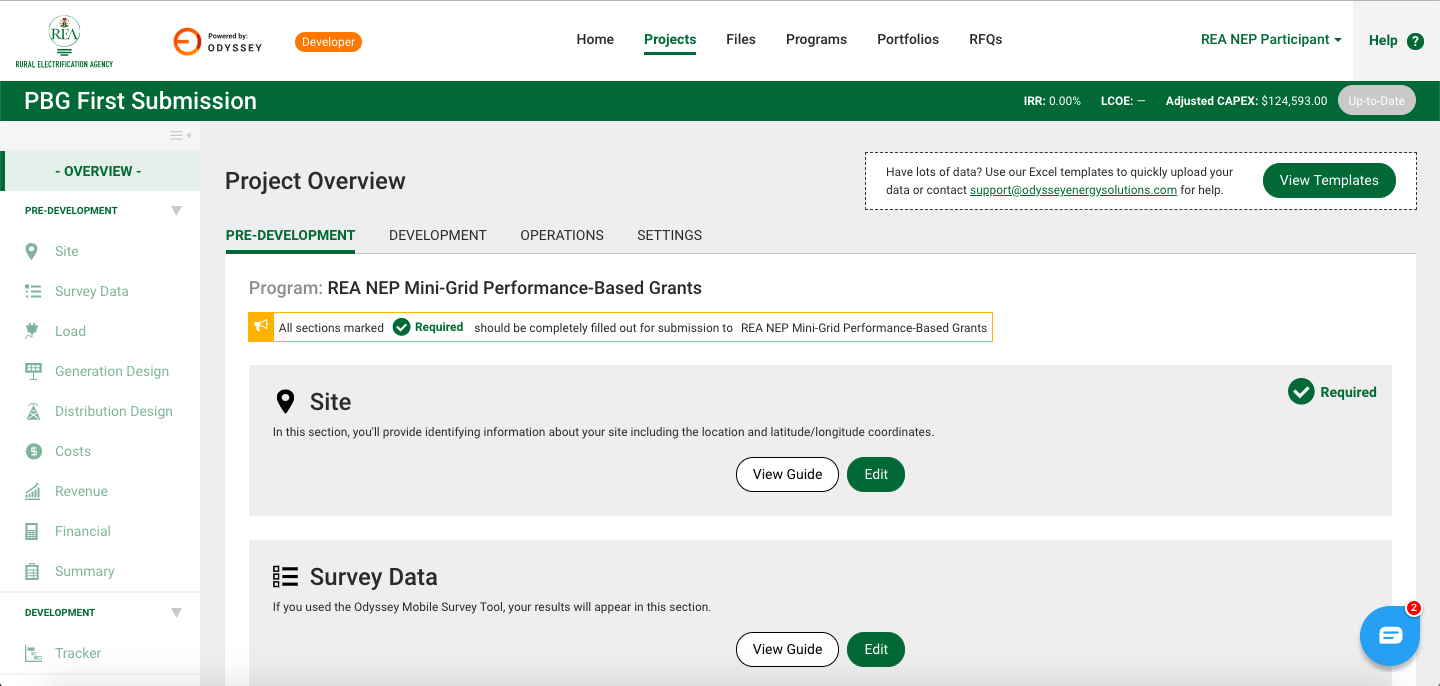 REA
RURAL ELECTRIFICATION AGENCY
Powered by:
ODYSSEY
Developer
Home
Projects
Files
Programs
Portfolios
RFQs
REA NEP Participant
Help ?
PBG First Submission
IRR: 0.00%
LCOE: —
Adjusted CAPEX: $124,593.00
Up-to-Date
- OVERVIEW -
PRE-DEVELOPMENT
Site
Survey Data
Load
Generation Design
Distribution Design
Costs
Revenue
Financial
Summary
DEVELOPMENT
Tracker
Project Overview
Have lots of data? Use our Excel templates to quickly upload your
data or contact support@odysseyenergysolutions.com for help.
View Templates
PRE-DEVELOPMENT
DEVELOPMENT
OPERATIONS
SETTINGS
Program: REA NEP Mini-Grid Performance-Based Grants
All sections marked Required should be completely filled out for submission to REA NEP Mini-Grid Performance-Based Grants
Site
Required
In this section, you'll provide identifying information about your site including the location and latitude/longitude coordinates.
View Guide
Edit
Survey Data
If you used the Odyssey Mobile Survey Tool, your results will appear in this section.
View Guide
Edit
2